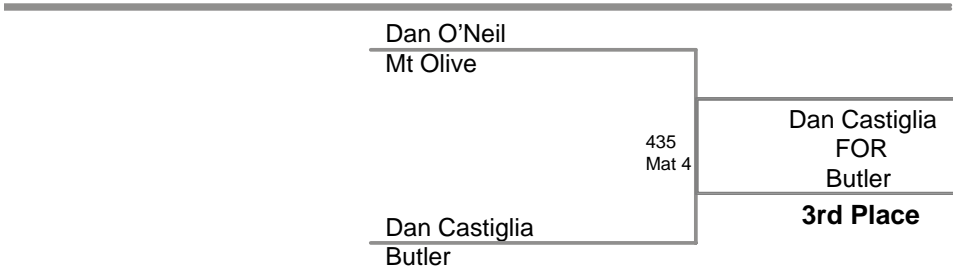 Dan O’Neil
Mt Olive
435
Mat 4
Dan Castiglia
FOR
Butler
3rd Place
Dan Castiglia
Butler